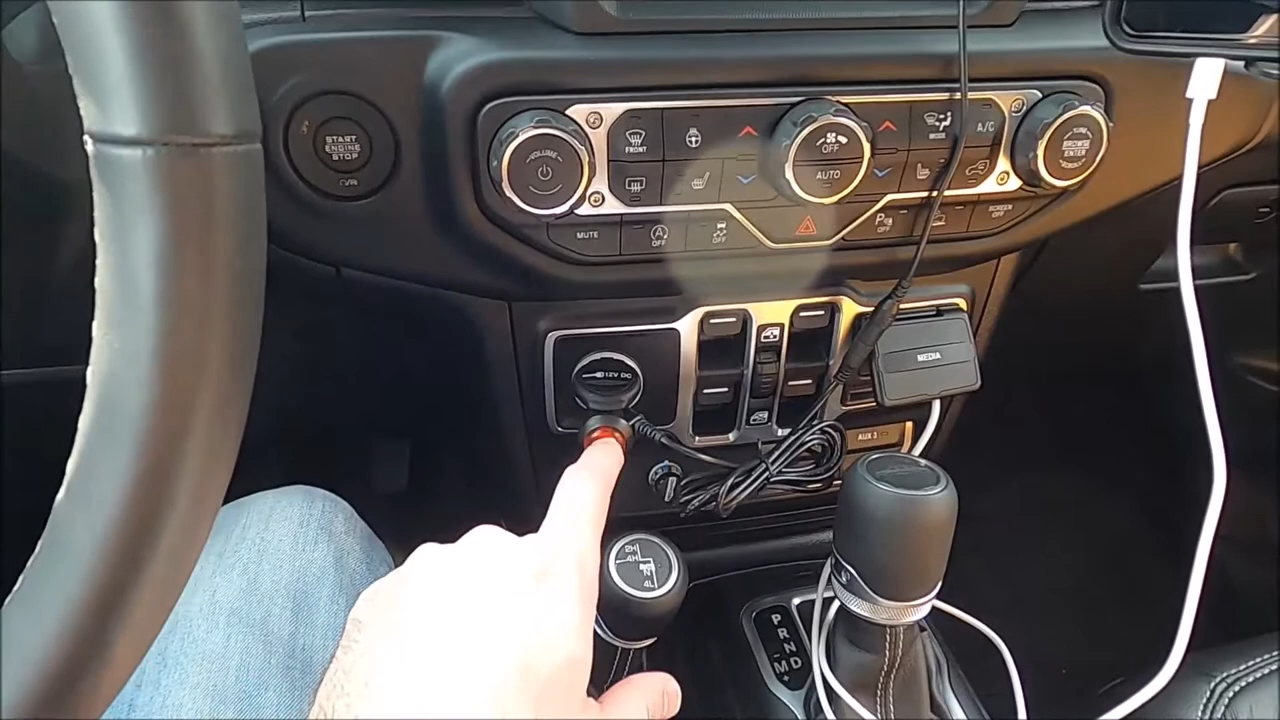 START
ENGINE
STOP
VOLUME
FRONT
OFF
AUTO
MODE
A/C
BROWSE
ENTER
MUTE
A
OFF
OFF
P
OFF
SCREEN
OFF
12V DC
MEDIA
AUX 3
2H
4H
N
4L
P
R
N
D
- M +